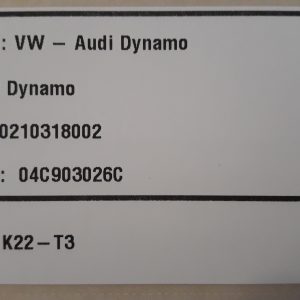 : VW – Audi Dynamo
Dynamo
0210318002
: 04C903026C
K22–T3